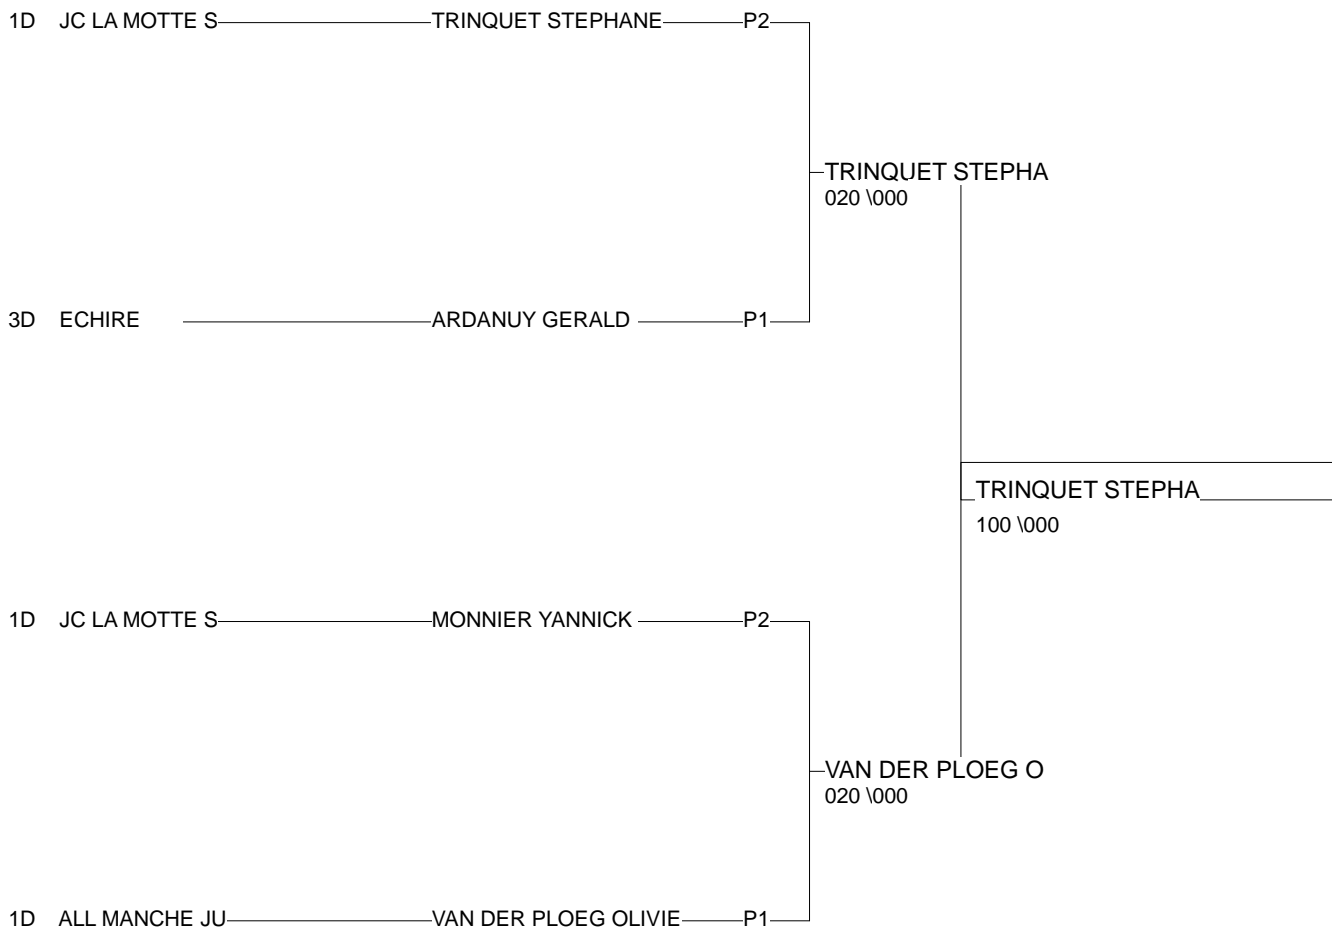 1D JC LA MOTTE S TRINQUET STEPHANE P2
TRINQUET STEPHA
020 \000
3D ECHIRE ARDANUY GERALD P1
TRINQUET STEPHA
100 \000
1D JC LA MOTTE S MONNIER YANNICK P2
VAN DER PLOEG O
020 \000
1D ALL MANCHE JU VAN DER PLOEG OLIVIE P1